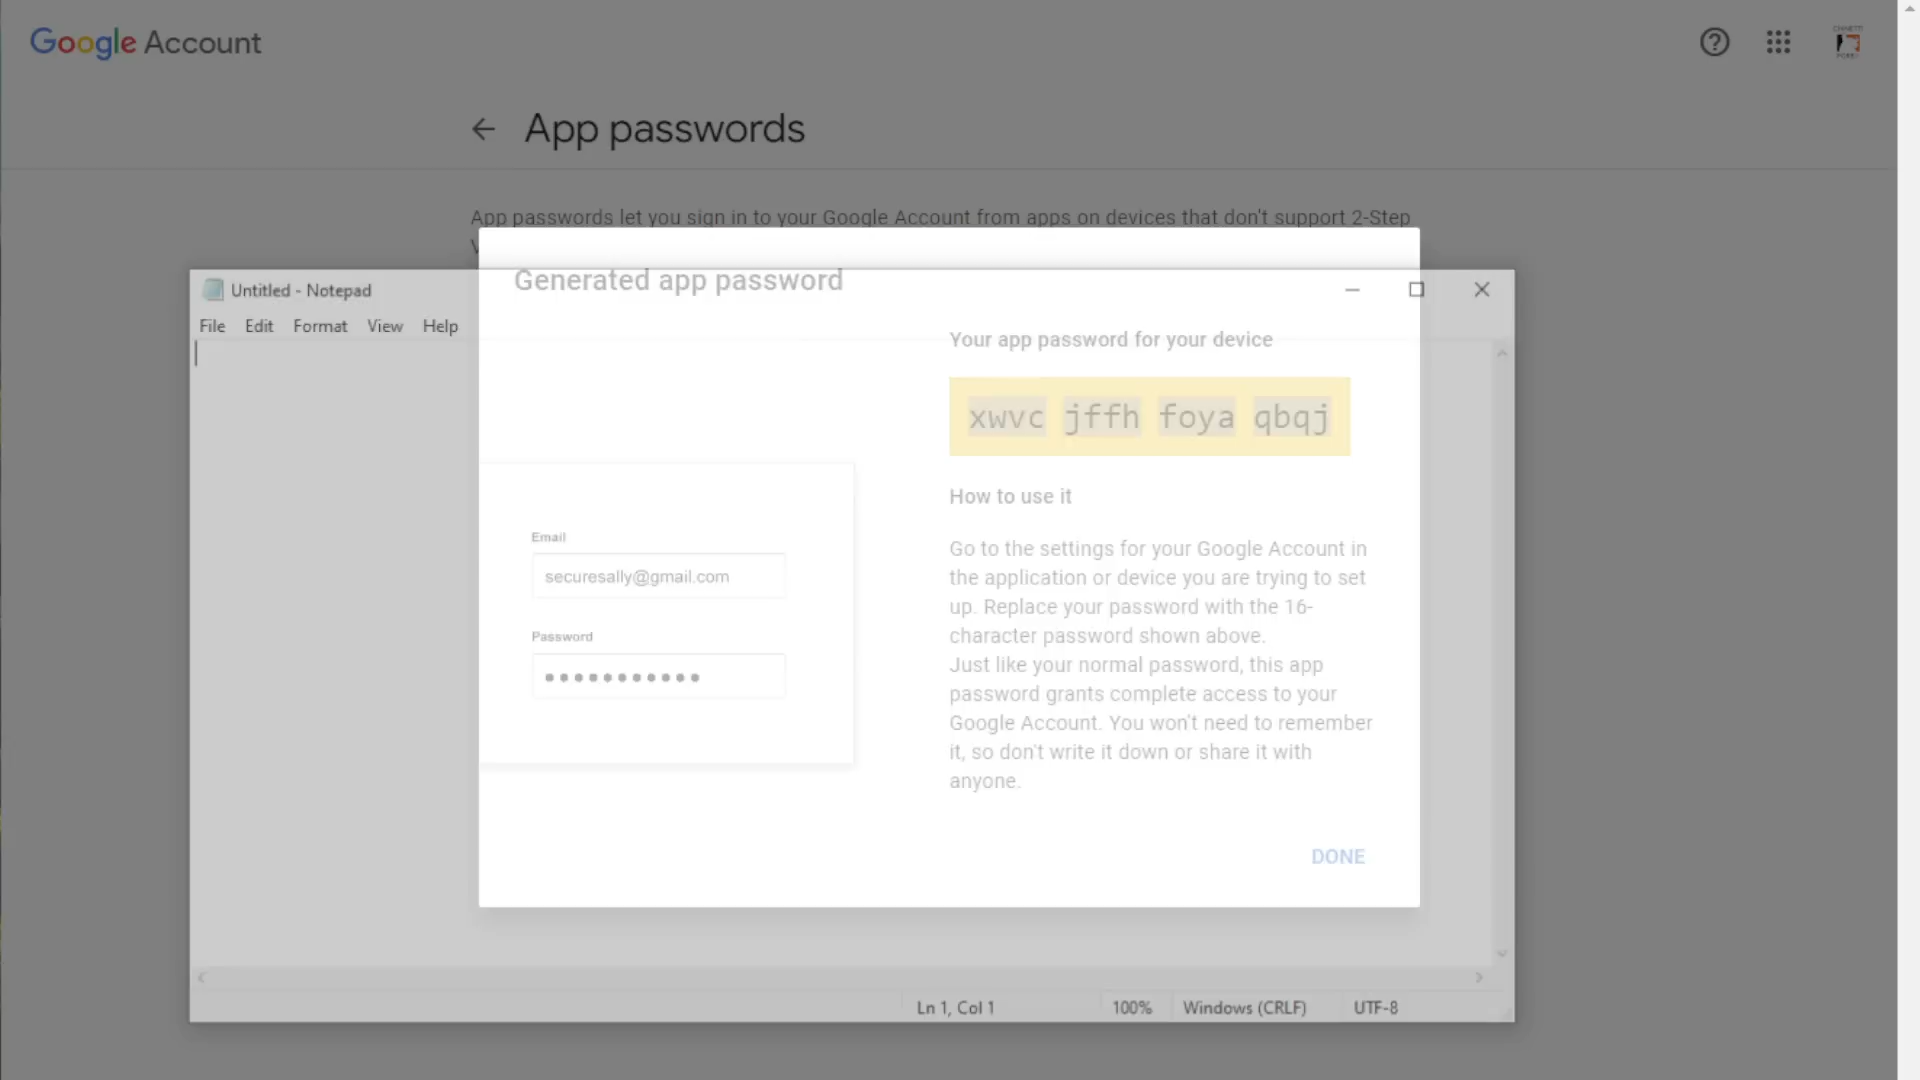 Google Account
App passwords
App passwords let you sign in to your Google Account from apps on devices that don't support 2-Step
Untitled - Notepad
File Edit Format View Help
Generated app password
Your app password for your device
xwvc jffh foya qbqj
How to use it
Go to the settings for your Google Account in
the application or device you are trying to set
up. Replace your password with the 16-
character password shown above.
Just like your normal password, this app
password grants complete access to your
Google Account. You won't need to remember
it, so don't write it down or share it with
anyone.
Email
securesally@gmail.com
Password
DONE
Ln 1, Col 1 100% Windows (CRLF) UTF-8